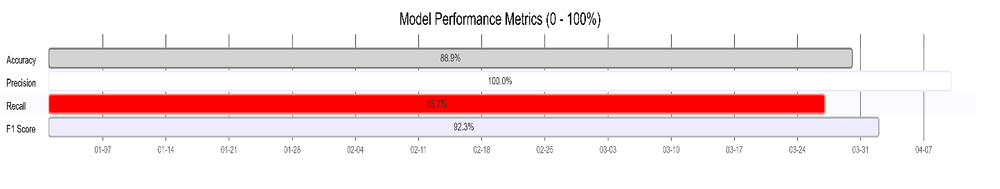 Model Performance Metrics (0 - 100%)
Accuracy 88.9%
Precision 100.0%
Recall 85.7%
F1 Score 92.3%
01-07 01-14 01-21 01-28 02-04 02-11 02-18 02-25 03-03 03-10 03-17 03-24 03-31 04-07